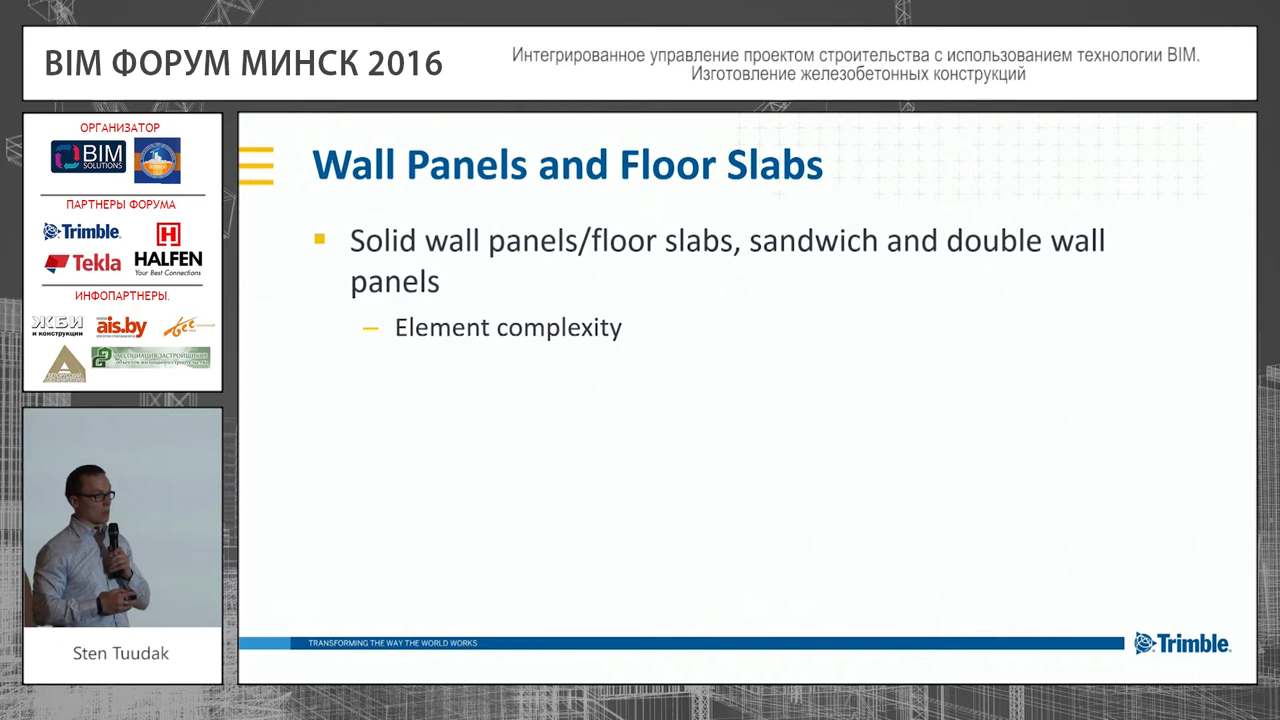 BIM ФОРУМ МИНСК 2016
Интегрированное управление проектом строительства с использованием технологии BIM.
Изготовление железобетонных конструкций
ОРГАНИЗАТОР
BIM
SOLUTIONS
ПАРТНЕРЫ ФОРУМА
Trimble
Tekla
HALFEN
Your Best Connections
ИНФОПАРТНЕРЫ.
ЖБИ
и конструкции
ais.by
АССОЦИАЦИЯ ЗАСТРОЙЩИКОВ
Sten Tuudak
Wall Panels and Floor Slabs
Solid wall panels/floor slabs, sandwich and double wall
panels
– Element complexity
TRANSFORMING THE WAY THE WORLD WORKS
Trimble